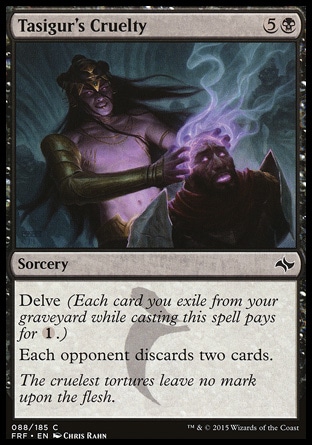 Tasigur's Cruelty 5
Sorcery
Delve (Each card you exile from your
graveyard while casting this spell pays
for 1.)
Each opponent discards two cards.
The cruelest tortures leave no mark
upon the flesh.
088/185 C
FRF • EN Chris Rahn
™ & © 2015 Wizards of the Coast